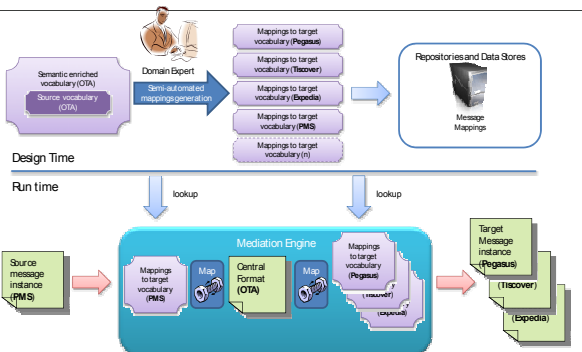 Semantic enriched
vocabulary (OTA)
Source vocabulary
(OTA)
Domain Expert
Semi-automated
mappings generation
Mappings to target
vocabulary (Pegasus)
Mappings to target
vocabulary (Tiscover)
Mappings to target
vocabulary (Expedia)
Mappings to target
vocabulary (PMS)
Mappings to target
vocabulary (n)
Repositories and Data Stores
Message
Mappings
Design Time
Run time
lookup
lookup
Source
message
instance
(PMS)
Mediation Engine
Mappings
to target
vocabulary
(PMS)
Map
Central
Format
(OTA)
Map
Mappings
to target
vocabulary
(Pegasus)
(Tiscover)
(Expedia)
Target
Message
instance
(Pegasus)
(Tiscover)
(Expedia)